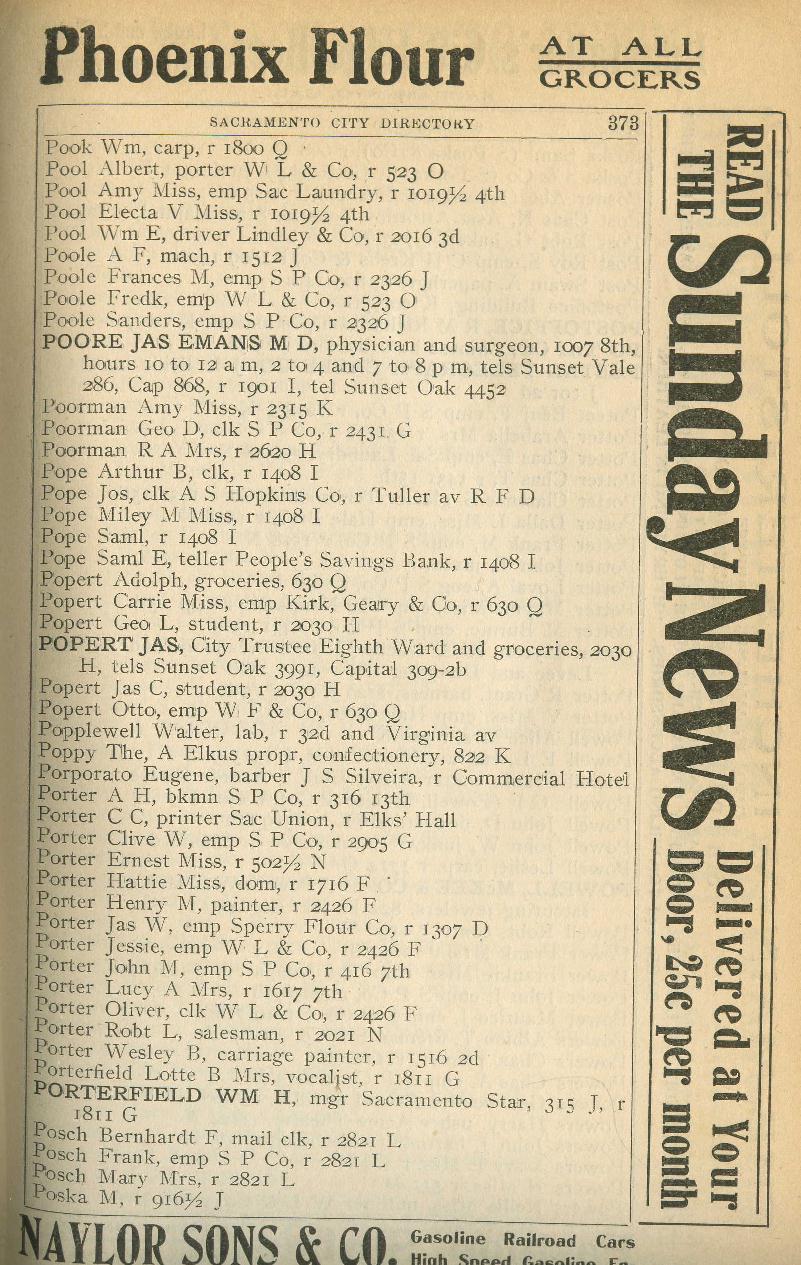 Phoenix Flour
AT ALL
GROCERS
SACRAMENTO CITY DIRECTORY 373
Pook Wm, carp, r 1800 Q
Pool Albert, porter W L & Co, r 523 O
Pool Amy Miss, emp Sac Laundry, r 1019½ 4th
Pool Electa V Miss, r 1019½ 4th
Pool Wm E, driver Lindley & Co, r 2016 3d
Poole A F, mach, r 1512 J
Poole Frances M, emp S P Co, r 2326 J
Poole Fredk, emp W L & Co, r 523 O
Poole Sanders, emp S P Co, r 2326 J
POORE JAS EMANS M D, physician and surgeon, 1007 8th,
hours 10 to 12 a m, 2 to 4 and 7 to 8 p m, tels Sunset Vale
286, Cap 868, r 1901 I, tel Sunset Oak 4452
Poorman Amy Miss, r 2315 K
Poorman Geo D, clk S P Co, r 2431 G
Poorman R A Mrs, r 2620 H
Pope Arthur B, clk, r 1408 I
Pope Jos, clk A S Hopkins Co, r Tuller av R F D
Pope Miley M Miss, r 1408 I
Pope Saml, r 1408 I
Pope Saml E, teller People's Savings Bank, r 1408 I
Popert Adolph, groceries, 630 Q
Popert Carrie Miss, emp Kirk, Geary & Co, r 630 Q
Popert Geo L, student, r 2030 H
POPERT JAS, City Trustee Eighth Ward and groceries, 2030
H, tels Sunset Oak 3991, Capital 309-2b
Popert Jas C, student, r 2030 H
Popert Otto, emp W F & Co, r 630 Q
Popplewell Walter, lab, r 32d and Virginia av
Poppy The, A Elkus propr, confectionery, 822 K
Porporato Eugene, barber J S Silveira, r Commercial Hotel
Porter A H, bkmn S P Co, r 316 13th
Porter C C, printer Sac Union, r Elks' Hall
Porter Clive W, emp S P Co, r 2905 G
Porter Ernest Miss, r 502½ N
Porter Hattie Miss, dom, r 1716 F
Porter Henry M, painter, r 2426 F
Porter Jas W, emp Sperry Flour Co, r 1307 D
Porter Jessie, emp W L & Co, r 2426 F
Porter John M, emp S P Co, r 416 7th
Porter Lucy A Mrs, r 1617 7th
Porter Oliver, clk W L & Co, r 2426 F
Porter Robt L, salesman, r 2021 N
Porter Wesley B, carriage painter, r 1516 2d
Porterfield Lotte B Mrs, vocalist, r 1811 G
PORTERFIELD WM H, mgr Sacramento Star, 315 J, r
1811 G
Posch Bernhardt F, mail clk, r 2821 L
Posch Frank, emp S P Co, r 2821 L
Posch Mary Mrs, r 2821 L
Poska M, r 916½ J
READ
THE
Sunday News
Delivered at Your
Door, 25c per month
NAYLOR SONS & CO.
Gasoline Railroad Cars
High Speed Gasoline En-